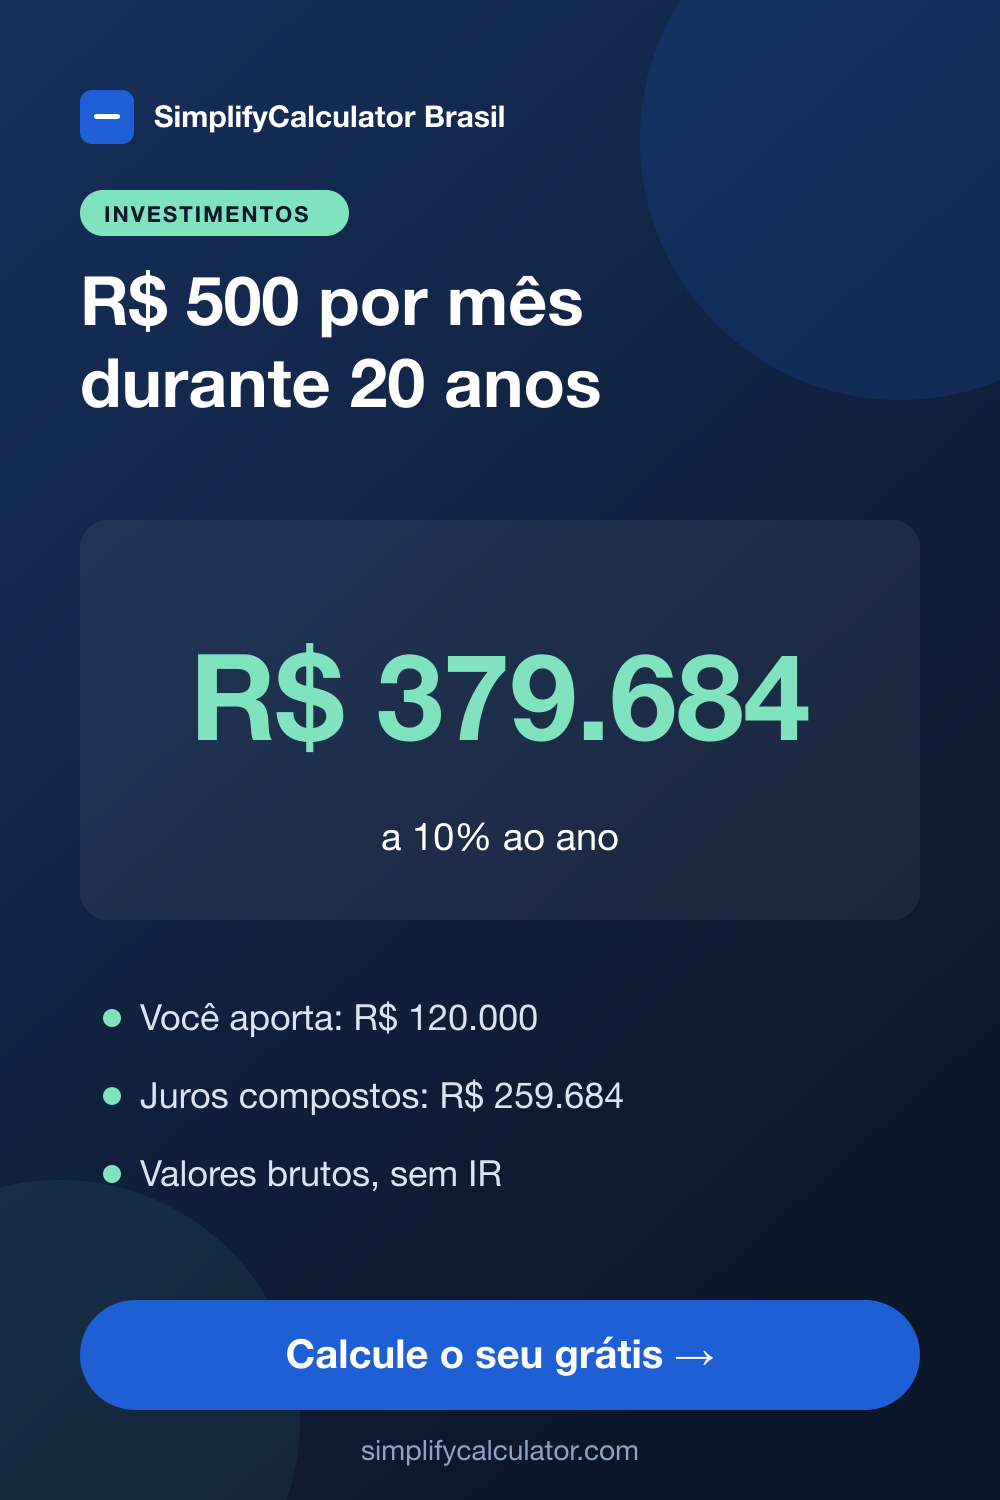 SimplifyCalculator Brasil
INVESTIMENTOS
R$ 500 por mês
durante 20 anos
R$ 379.684
a 10% ao ano
Você aporta: R$ 120.000
Juros compostos: R$ 259.684
Valores brutos, sem IR
Calcule o seu grátis →
simplifycalculator.com